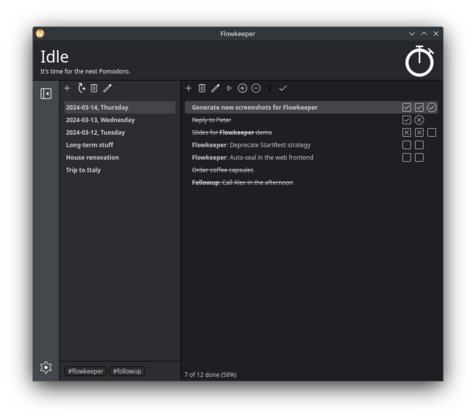 Flowkeeper
Idle
It's time for the next Pomodoro.
2024-03-14, Thursday
2024-03-13, Wednesday
2024-03-12, Tuesday
Long-term stuff
House renovation
Trip to Italy
Generate new screenshots for Flowkeeper
Reply to Peter
Slides for Flowkeeper demo
Flowkeeper: Deprecate StartRest strategy
Flowkeeper: Auto-seal in the web frontend
Order coffee capsules
Followup: Call Alex in the afternoon
#flowkeeper #followup
7 of 12 done (58%)